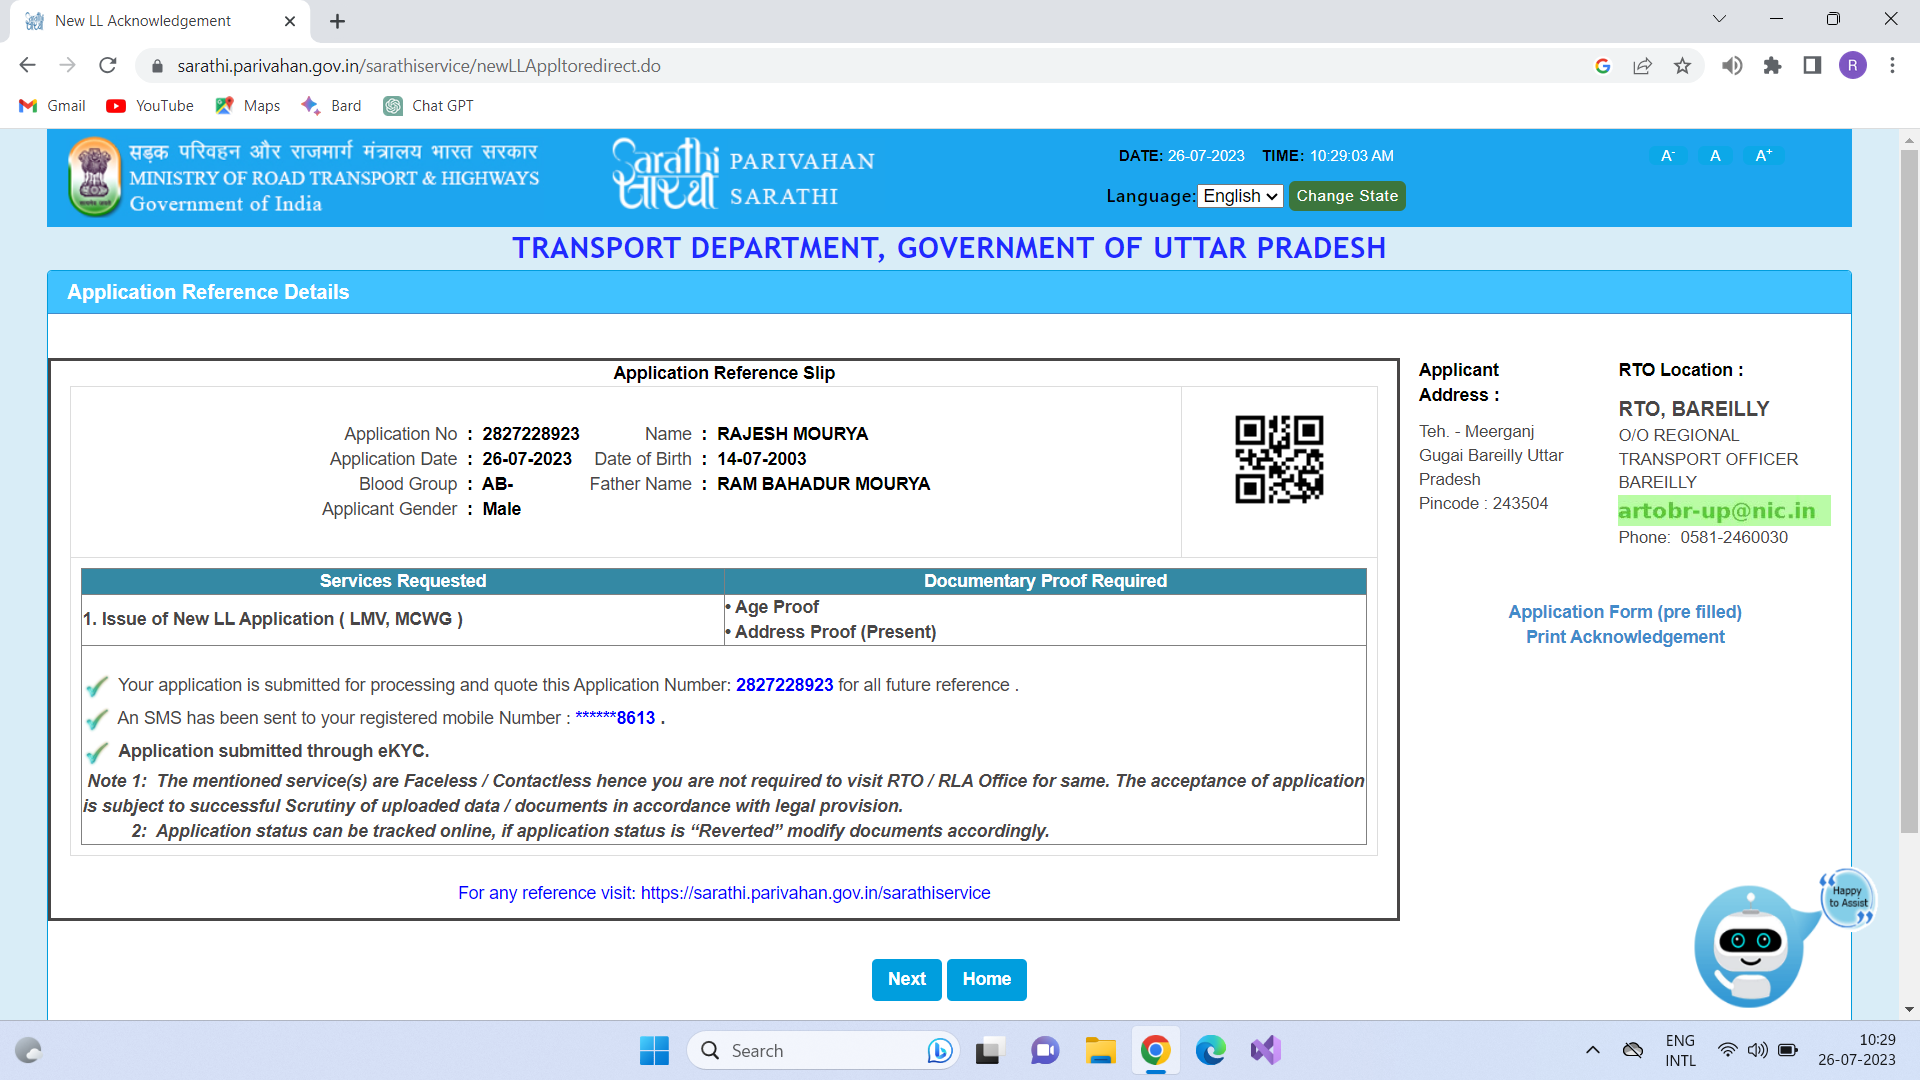 New LL Acknowledgement
sarathi.parivahan.gov.in/sarathiservice/newLLAppltoredirect.do
R
Gmail YouTube Maps Bard Chat GPT
सड़क परिवहन और राजमार्ग मंत्रालय भारत सरकार
MINISTRY OF ROAD TRANSPORT & HIGHWAYS
Government of India
Sarathi
सारथी
PARIVAHAN
SARATHI
DATE: 26-07-2023 TIME: 10:29:03 AM
Language: English Change State
A- A A+
TRANSPORT DEPARTMENT, GOVERNMENT OF UTTAR PRADESH
Application Reference Details
Application Reference Slip
Application No : 2827228923 Name : RAJESH MOURYA
Application Date : 26-07-2023 Date of Birth : 14-07-2003
Blood Group : AB- Father Name : RAM BAHADUR MOURYA
Applicant Gender : Male
Services Requested Documentary Proof Required
1. Issue of New LL Application ( LMV, MCWG )
• Age Proof
• Address Proof (Present)
Your application is submitted for processing and quote this Application Number: 2827228923 for all future reference .
An SMS has been sent to your registered mobile Number : ******8613 .
Application submitted through eKYC.
Note 1: The mentioned service(s) are Faceless / Contactless hence you are not required to visit RTO / RLA Office for same. The acceptance of application
is subject to successful Scrutiny of uploaded data / documents in accordance with legal provision.
2: Application status can be tracked online, if application status is “Reverted” modify documents accordingly.
For any reference visit: https://sarathi.parivahan.gov.in/sarathiservice
Applicant
Address :
Teh. - Meerganj
Gugai Bareilly Uttar
Pradesh
Pincode : 243504
RTO Location :
RTO, BAREILLY
O/O REGIONAL
TRANSPORT OFFICER
BAREILLY
artobr-up@nic.in
Phone: 0581-2460030
Application Form (pre filled)
Print Acknowledgement
Next Home
Happy
to Assist
Search
ENG
INTL
10:29
26-07-2023